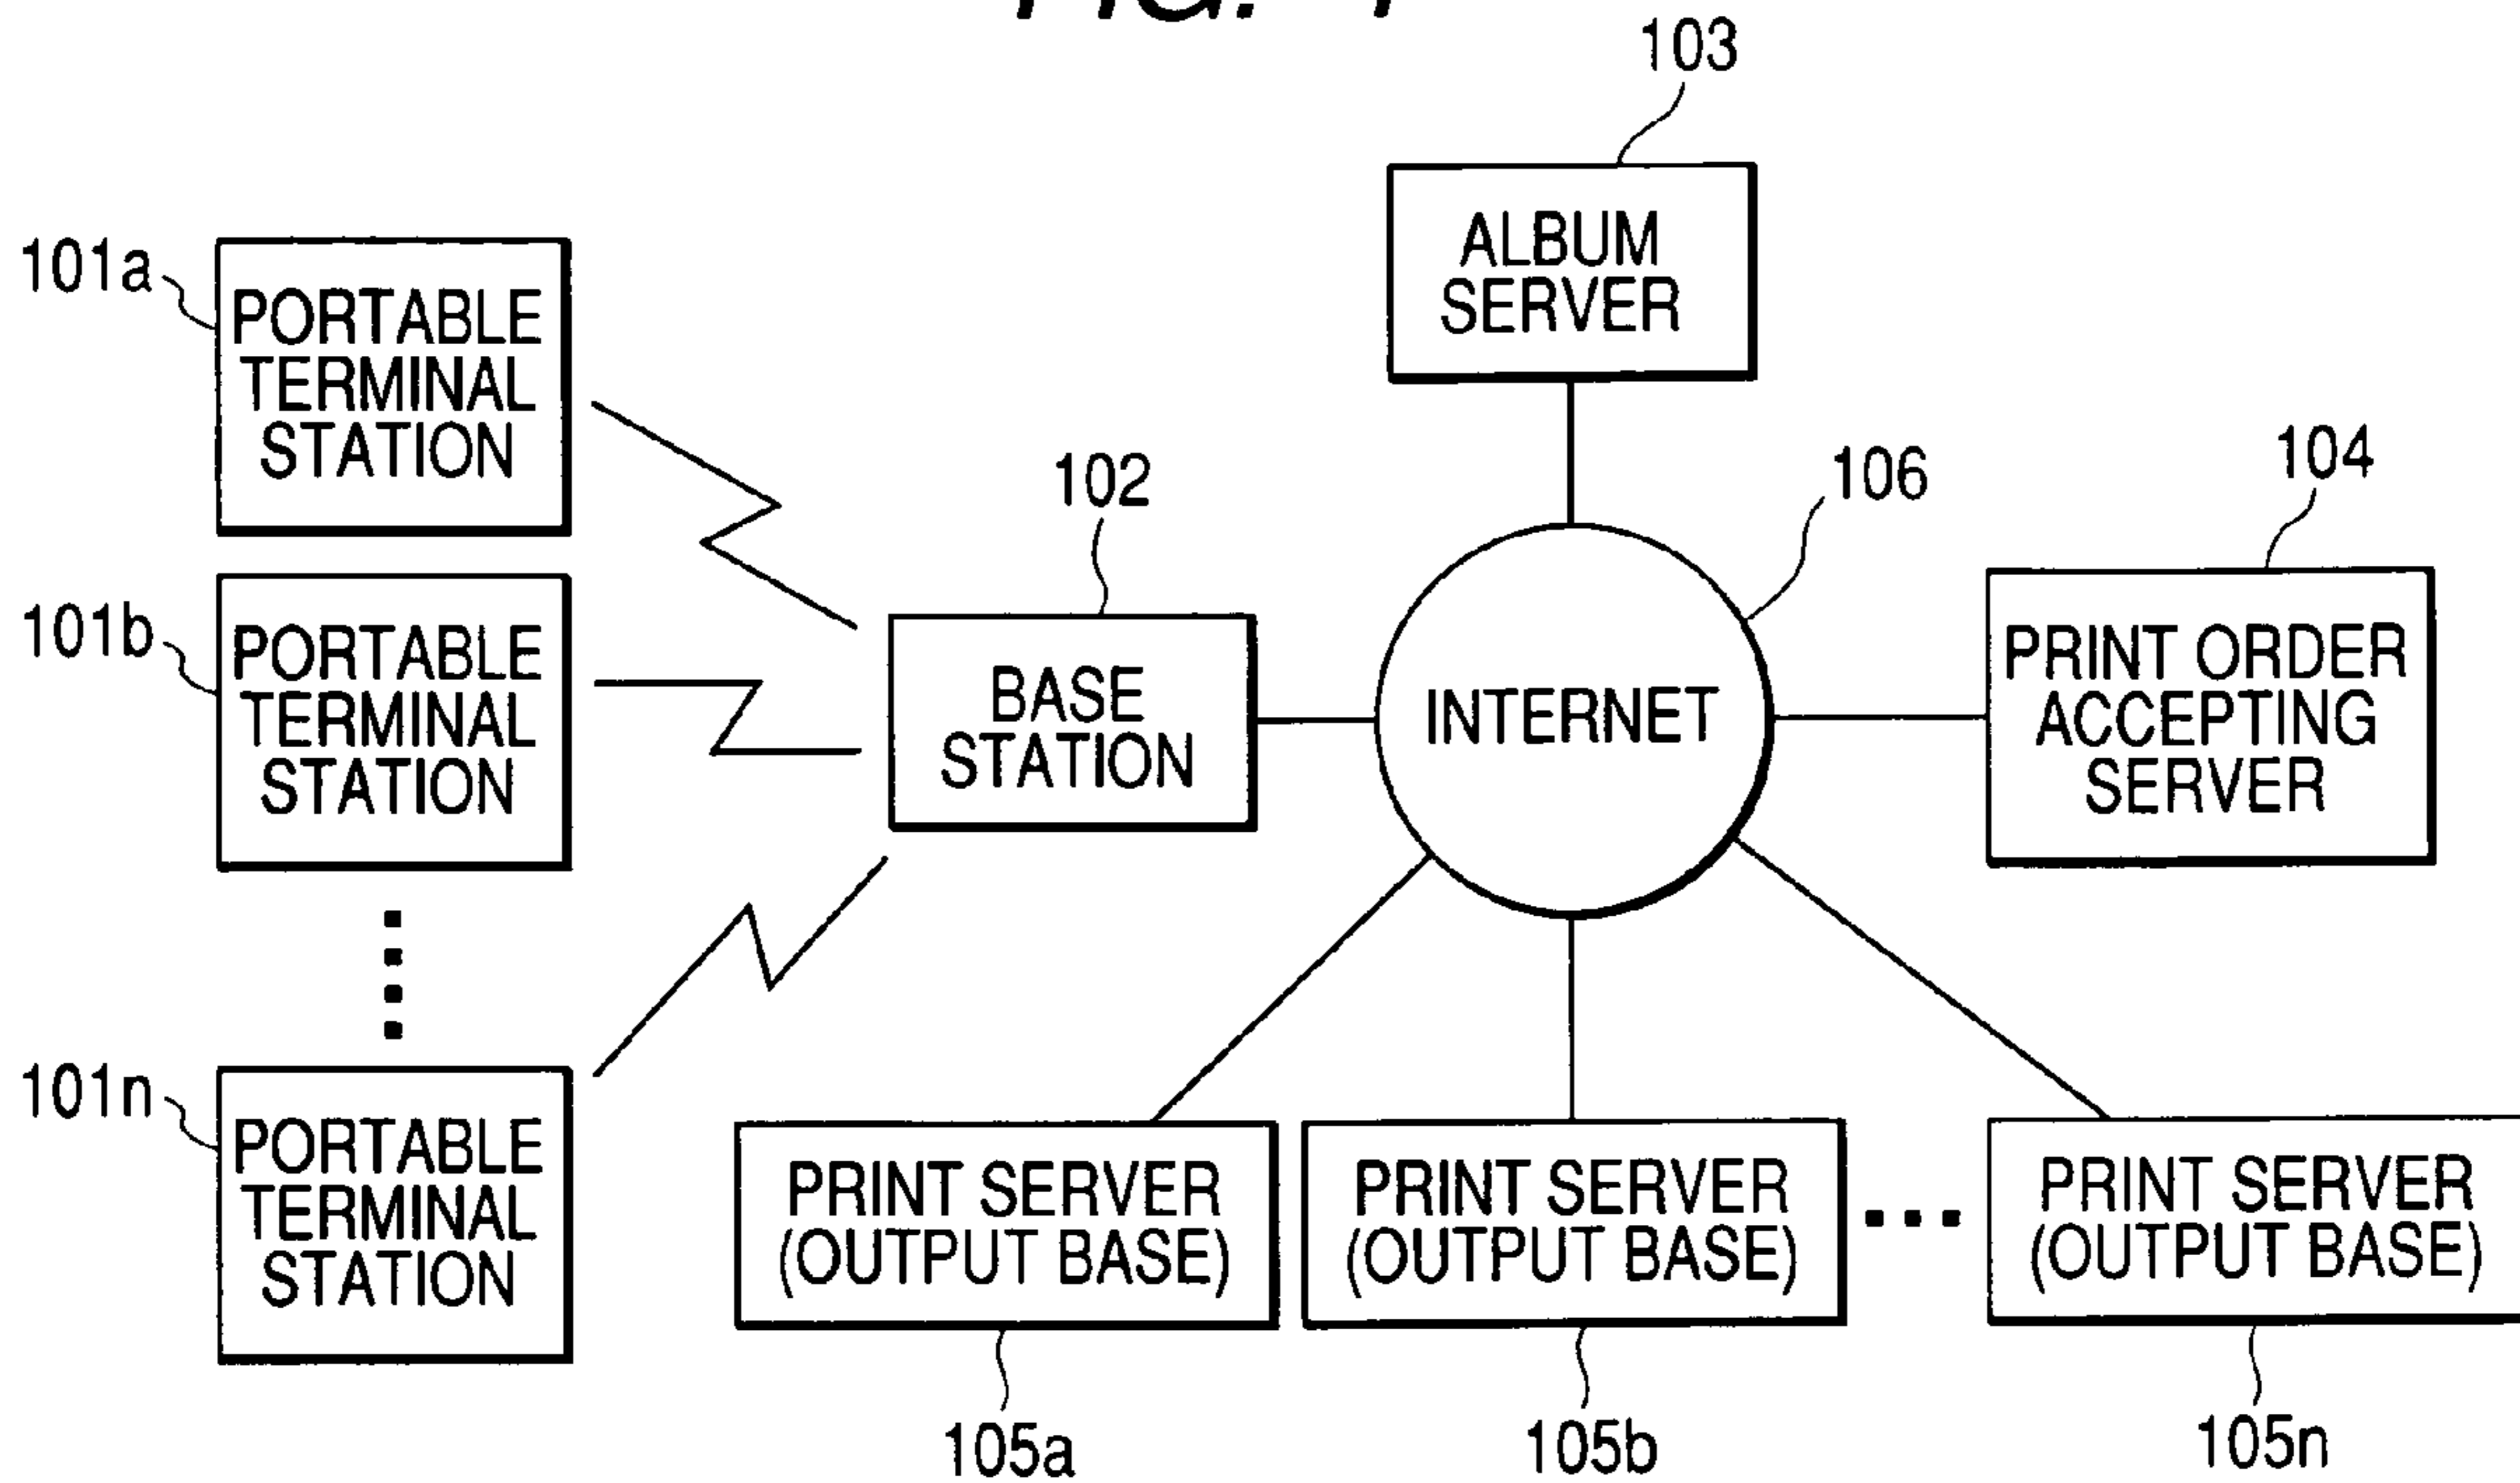 FIG. 1
103
ALBUM
SERVER
101a
PORTABLE
TERMINAL
STATION
102
106
104
101b
PORTABLE
TERMINAL
STATION
BASE
STATION
INTERNET
PRINT ORDER
ACCEPTING
SERVER
101n
PORTABLE
TERMINAL
STATION
PRINT SERVER
(OUTPUT BASE)
PRINT SERVER
(OUTPUT BASE)
PRINT SERVER
(OUTPUT BASE)
105a
105b
105n